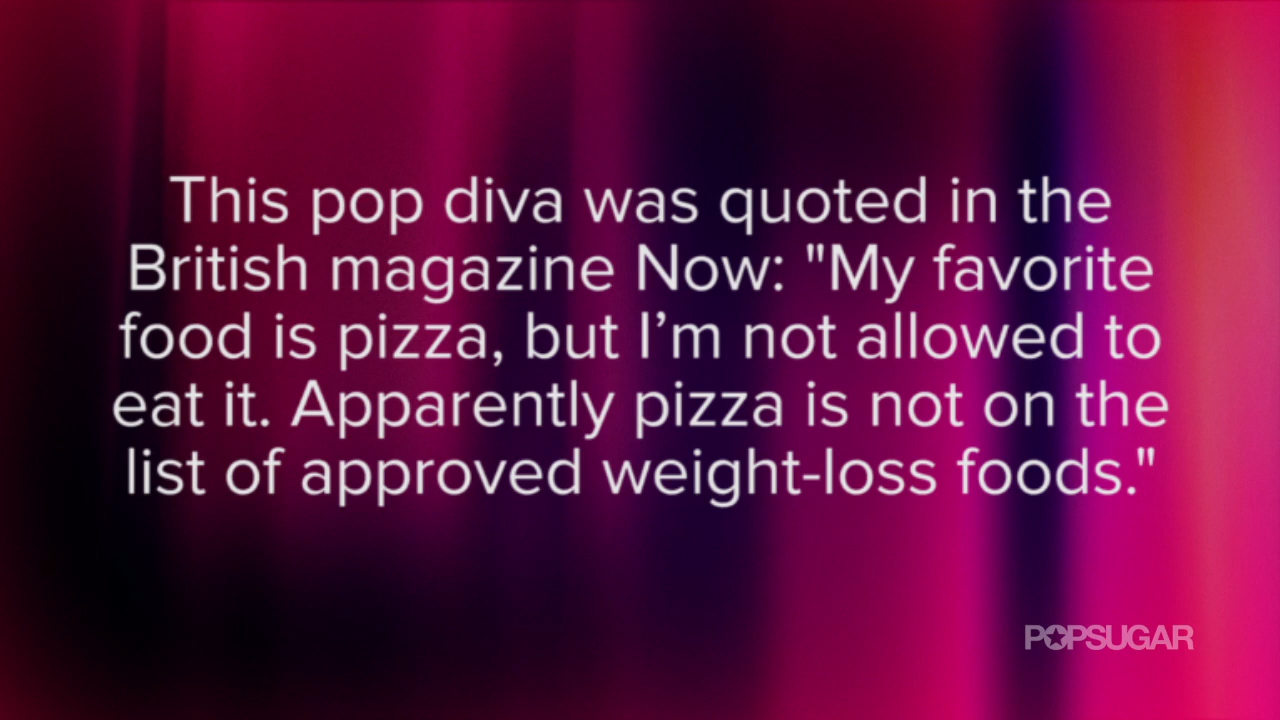 This pop diva was quoted in the
British magazine Now: "My favorite
food is pizza, but I’m not allowed to
eat it. Apparently pizza is not on the
list of approved weight-loss foods."
POPSUGAR